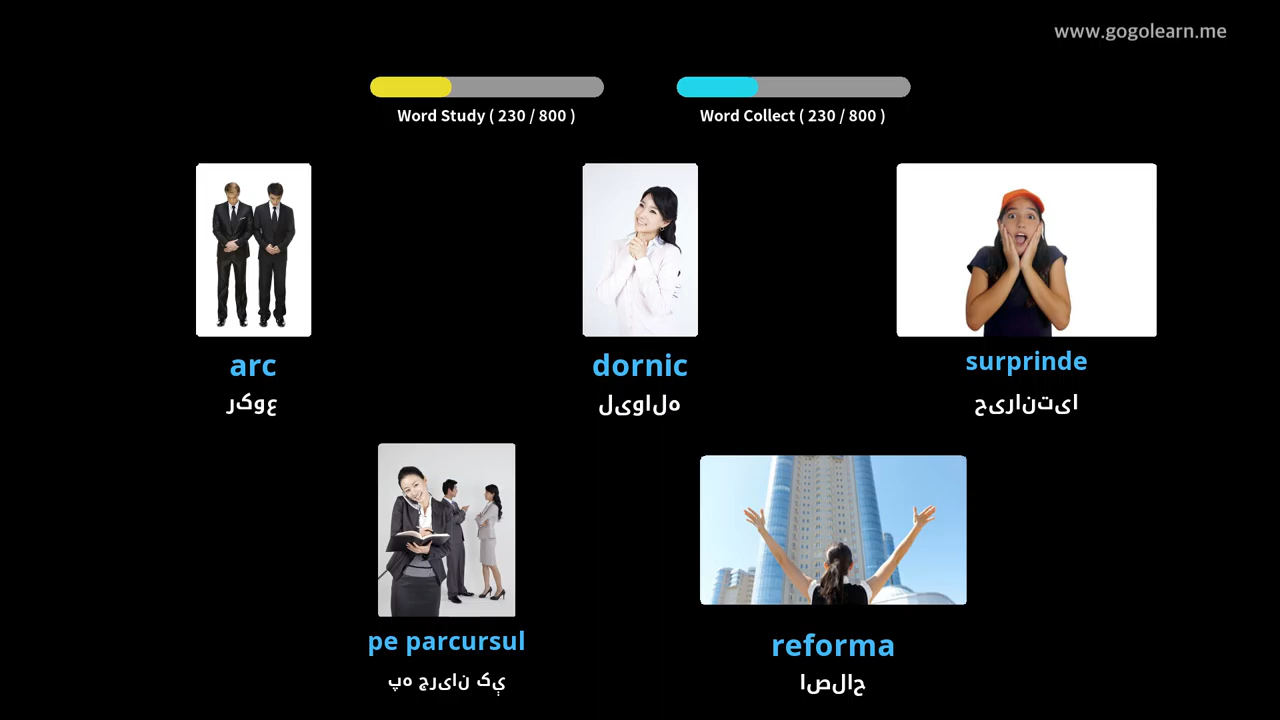 www.gogolearn.me
Word Study ( 230 / 800 )
Word Collect ( 230 / 800 )
arc
رکوع
dornic
لیواله
surprinde
حیرانتیا
pe parcursul
په جریان کې
reforma
اصلاح